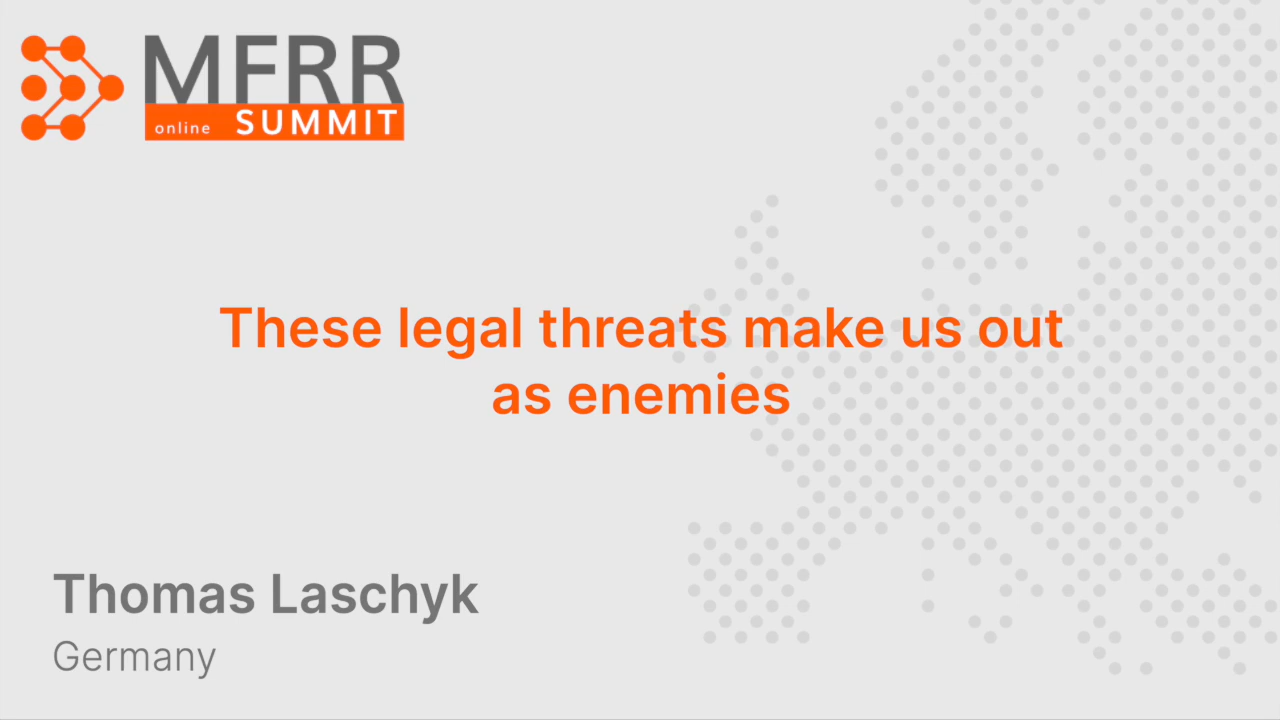 MFRR
online SUMMIT
These legal threats make us out
as enemies
Thomas Laschyk
Germany